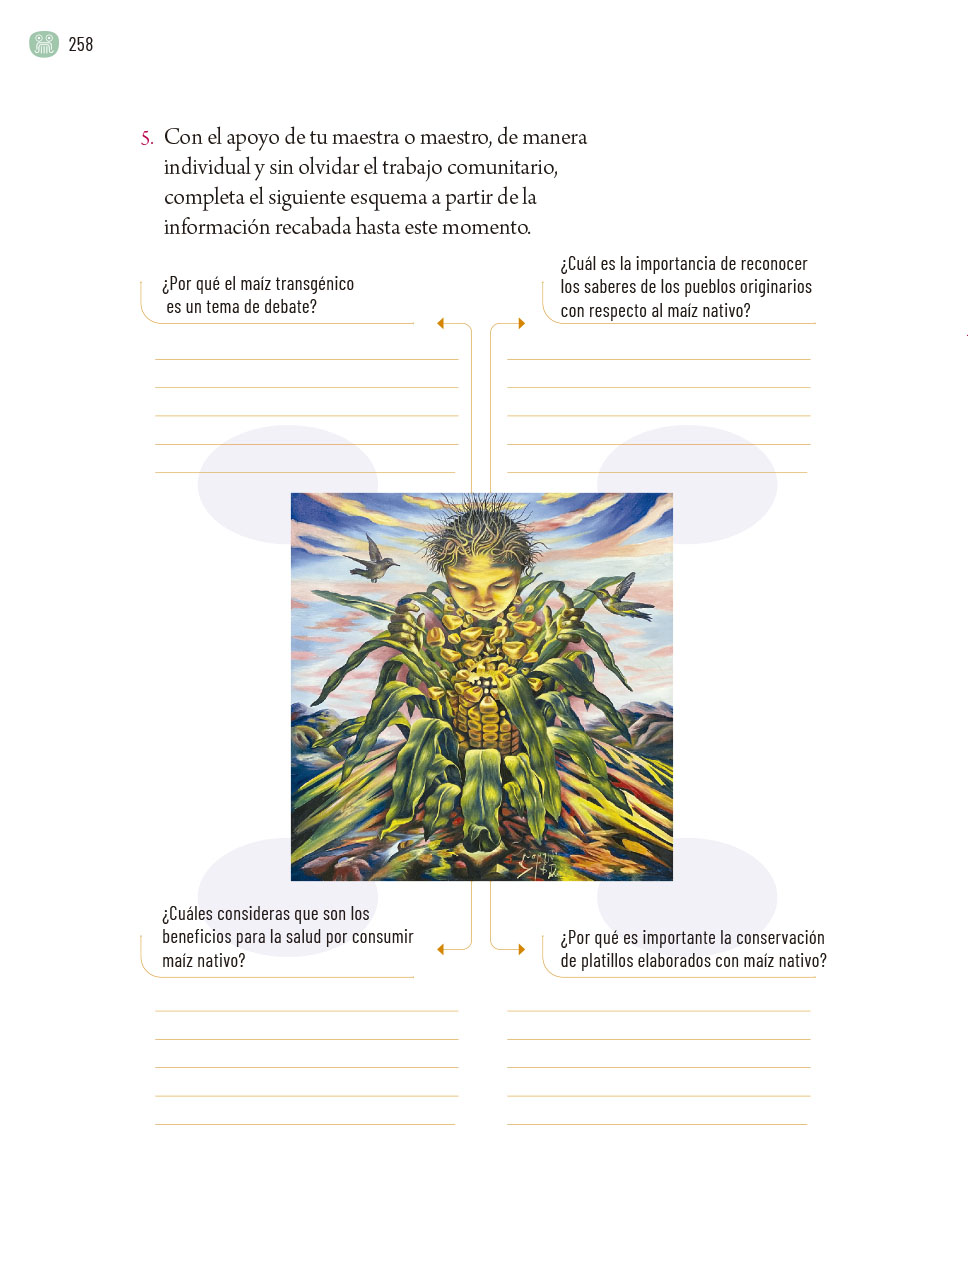 258
5. Con el apoyo de tu maestra o maestro, de manera
individual y sin olvidar el trabajo comunitario,
completa el siguiente esquema a partir de la
información recabada hasta este momento.
¿Por qué el maíz transgénico
es un tema de debate?
¿Cuál es la importancia de reconocer
los saberes de los pueblos originarios
con respecto al maíz nativo?
¿Cuáles consideras que son los
beneficios para la salud por consumir
maíz nativo?
¿Por qué es importante la conservación
de platillos elaborados con maíz nativo?